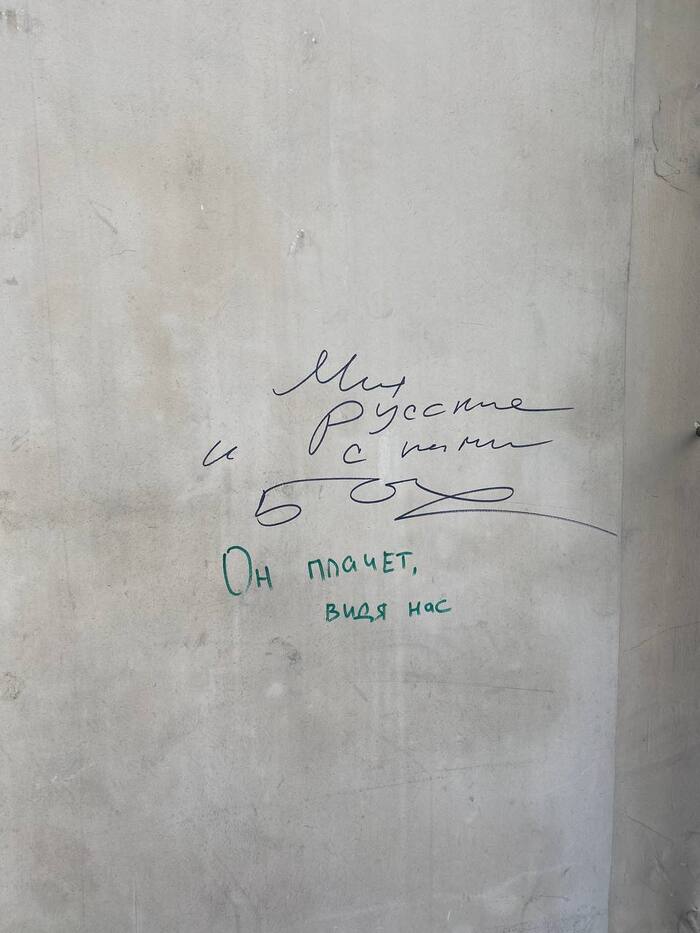 Мы
Русские
и с нами
Бог
Он плачет,
видя нас